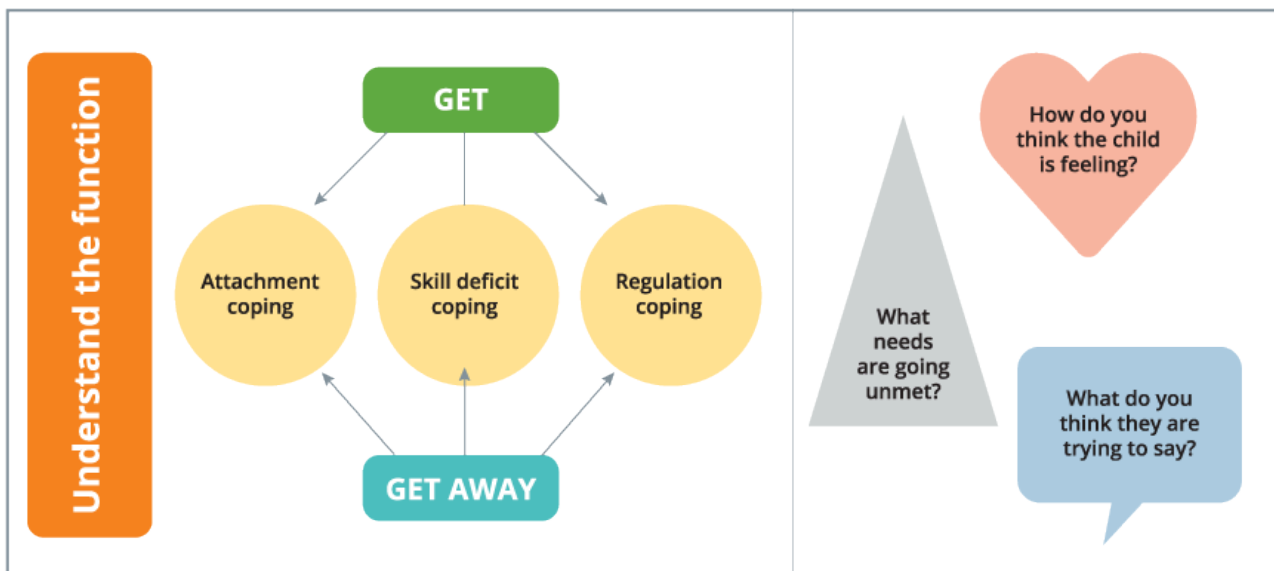 Understand the function
GET
Attachment
coping
Skill deficit
coping
Regulation
coping
GET AWAY
What
needs
are going
unmet?
How do you
think the child
is feeling?
What do you
think they are
trying to say?